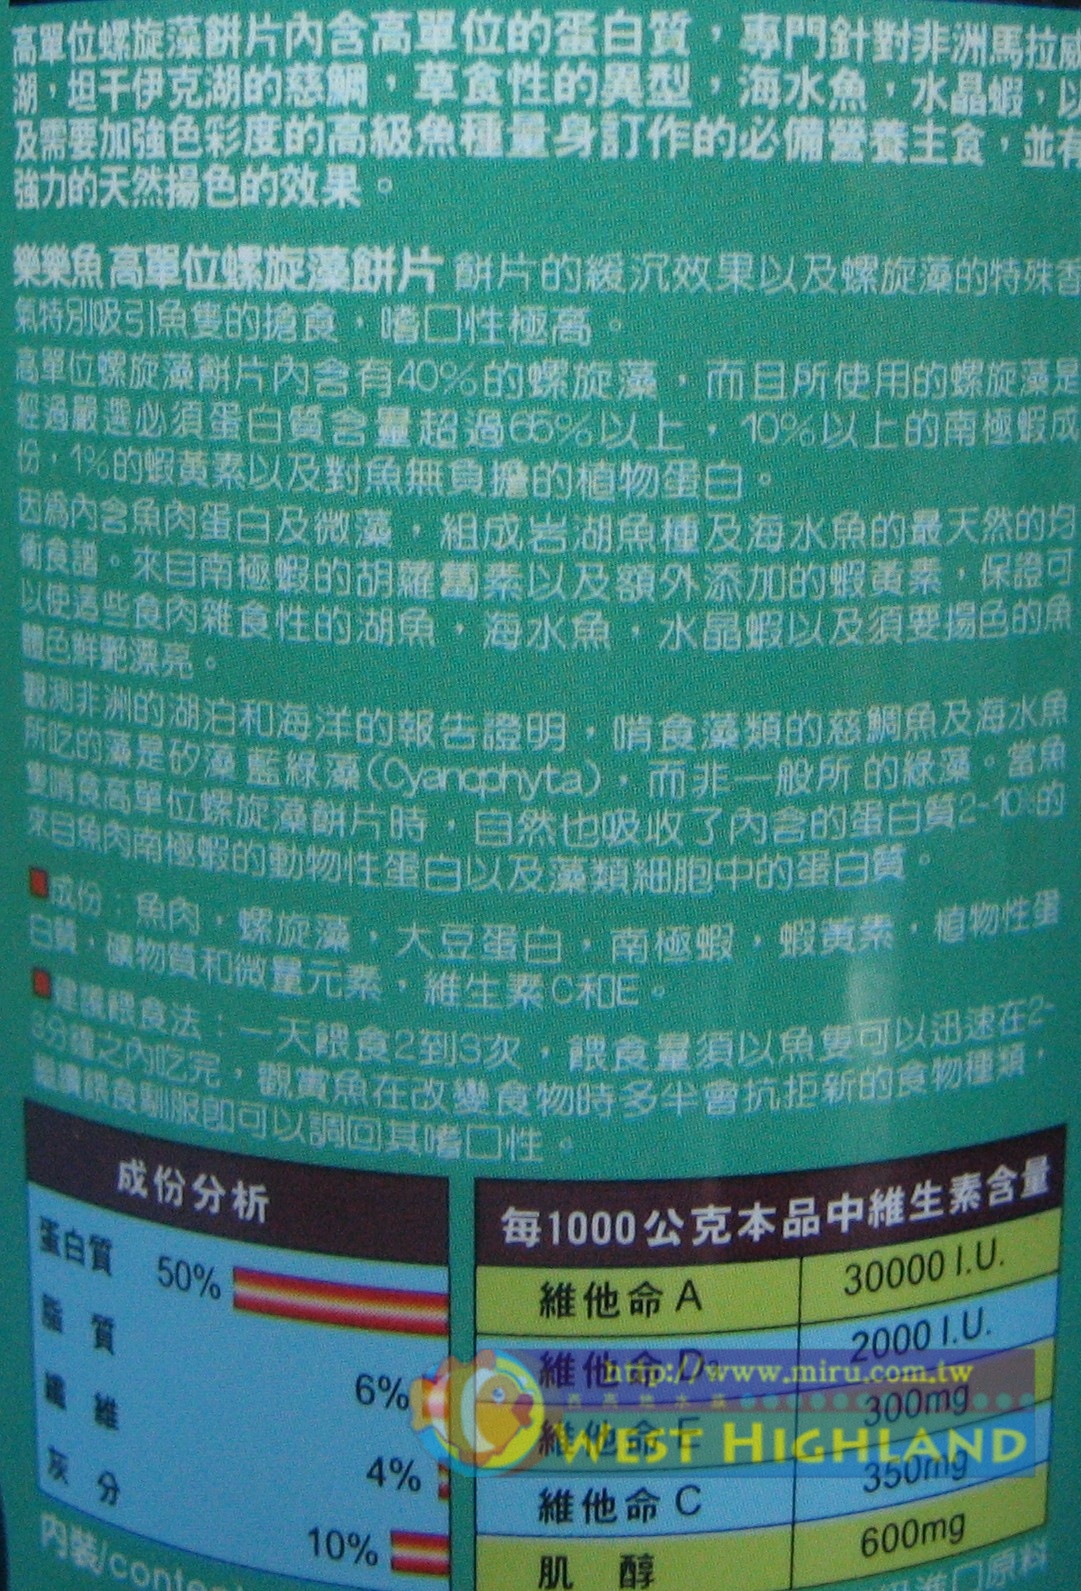 高單位螺旋藻餅片內含高單位的蛋白質，專門針對非洲馬拉威
湖，坦干伊克湖的慈鯛，草食性的異型，海水魚，水晶蝦，以
及需要加強色彩度的高級魚種量身訂作的必備營養主食，並有
強力的天然揚色的效果。
樂樂魚高單位螺旋藻餅片 餅片的緩沉效果以及螺旋藻的特殊香
氣特別吸引魚隻的搶食，嗜口性極高。
高單位螺旋藻餅片內含有40%的螺旋藻，而且所使用的螺旋藻是
經過嚴選必須蛋白質含量超過65%以上，10%以上的南極蝦成
份，1%的蝦黃素以及對魚無負擔的植物蛋白。
因為內含魚肉蛋白及微藻，組成岩湖魚種及海水魚的最天然的均
衡食譜。來自南極蝦的胡蘿蔔素以及額外添加的蝦黃素，保證可
以使這些食肉雜食性的湖魚，海水魚，水晶蝦以及須要揚色的魚
體色鮮艷漂亮。
觀測非洲的湖泊和海洋的報告證明，啃食藻類的慈鯛魚及海水魚
所吃的藻是矽藻 藍綠藻(Cyanophyta)，而非一般所 的綠藻。當魚
隻啃食高單位螺旋藻餅片時，自然也吸收了內含的蛋白質2-10%的
來自魚肉南極蝦的動物性蛋白以及藻類細胞中的蛋白質。
成份：魚肉，螺旋藻，大豆蛋白，南極蝦，蝦黃素，植物性蛋
白質，礦物質和微量元素，維生素C和E。
建議餵食法：一天餵食2到3次，餵食量須以魚隻可以迅速在2-
3分鐘之內吃完，觀賞魚在改變食物時多半會抗拒新的食物種類，
繼續餵食馴服即可以調回其嗜口性。
成份分析
蛋白質 50%
脂 質 6%
纖 維 4%
灰 分 10%
每1000公克本品中維生素含量
維他命 A 30000 I.U.
維他命 D3 2000 I.U.
維他命 E 300mg
維他命 C 350mg
肌 醇 600mg
http://www.miru.com.tw
西高地水族
WEST HIGHLAND
內裝/conten
進口原料